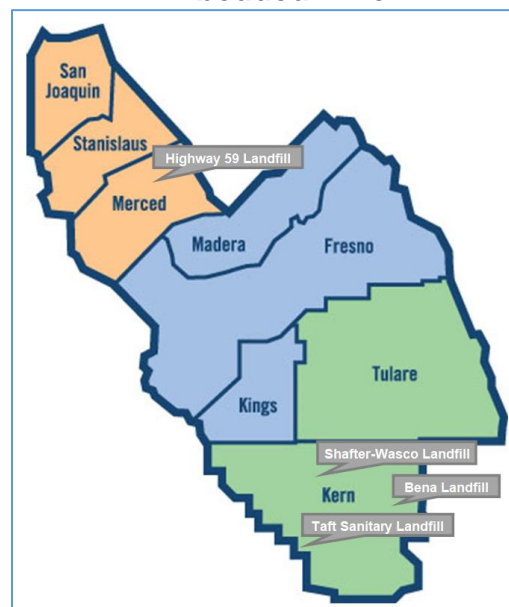 San
Joaquin
Stanislaus
Highway 59 Landfill
Merced
Madera
Fresno
Tulare
Kings
Shafter-Wasco Landfill
Bena Landfill
Kern
Taft Sanitary Landfill